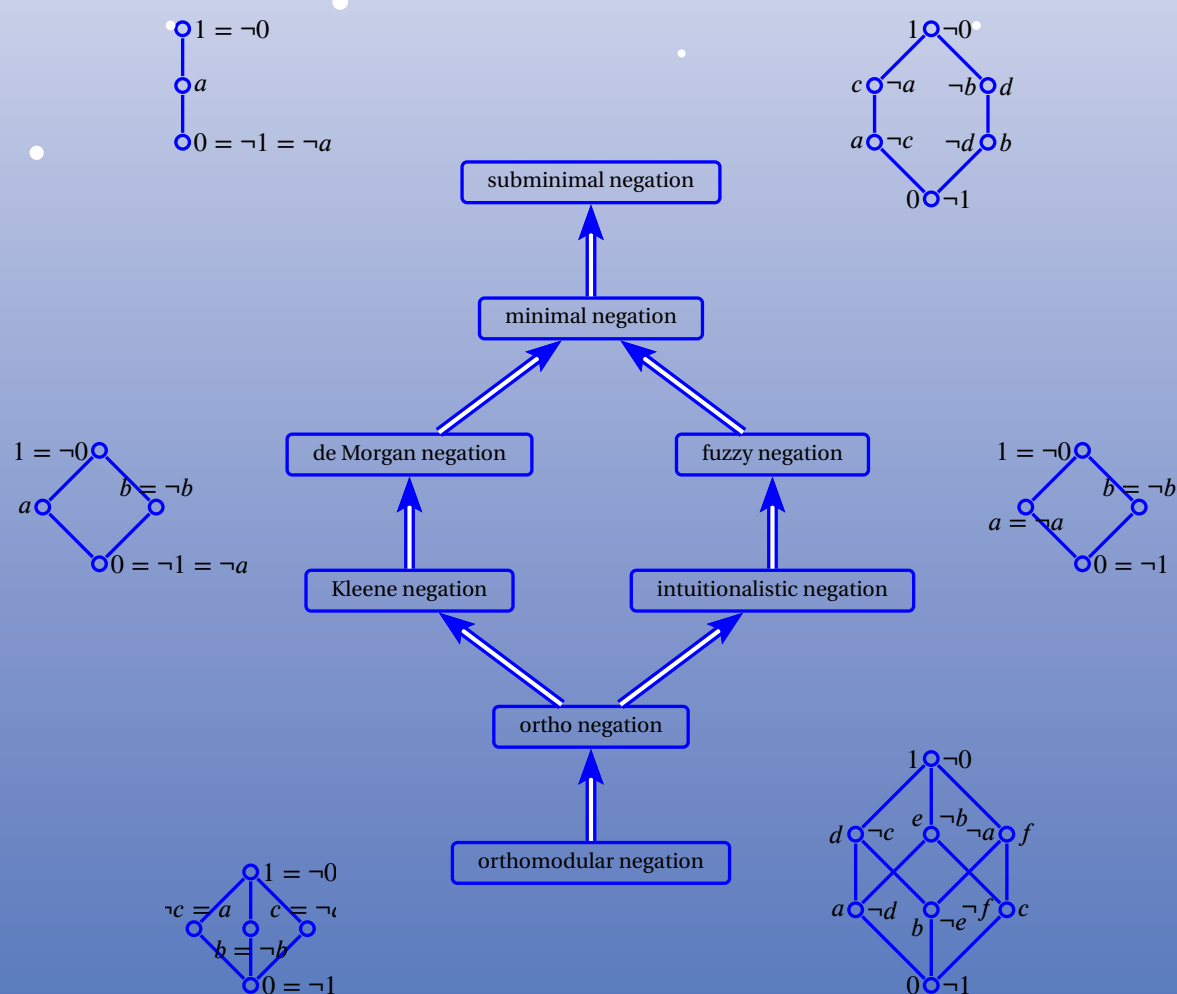 1 = ¬0
a
0 = ¬1 = ¬a
1 ¬0
c ¬a ¬b d
a ¬c ¬d b
0 ¬1
subminimal negation
minimal negation
de Morgan negation
fuzzy negation
1 = ¬0
b = ¬b
a
0 = ¬1 = ¬a
1 = ¬0
b = ¬b
a = ¬a
0 = ¬1
Kleene negation
intuitionalistic negation
ortho negation
orthomodular negation
1 ¬0
d ¬c e ¬b ¬a f
a ¬d b ¬e ¬f c
0 ¬1
1 = ¬0
¬c = a c =
b = ¬b
0 = ¬1